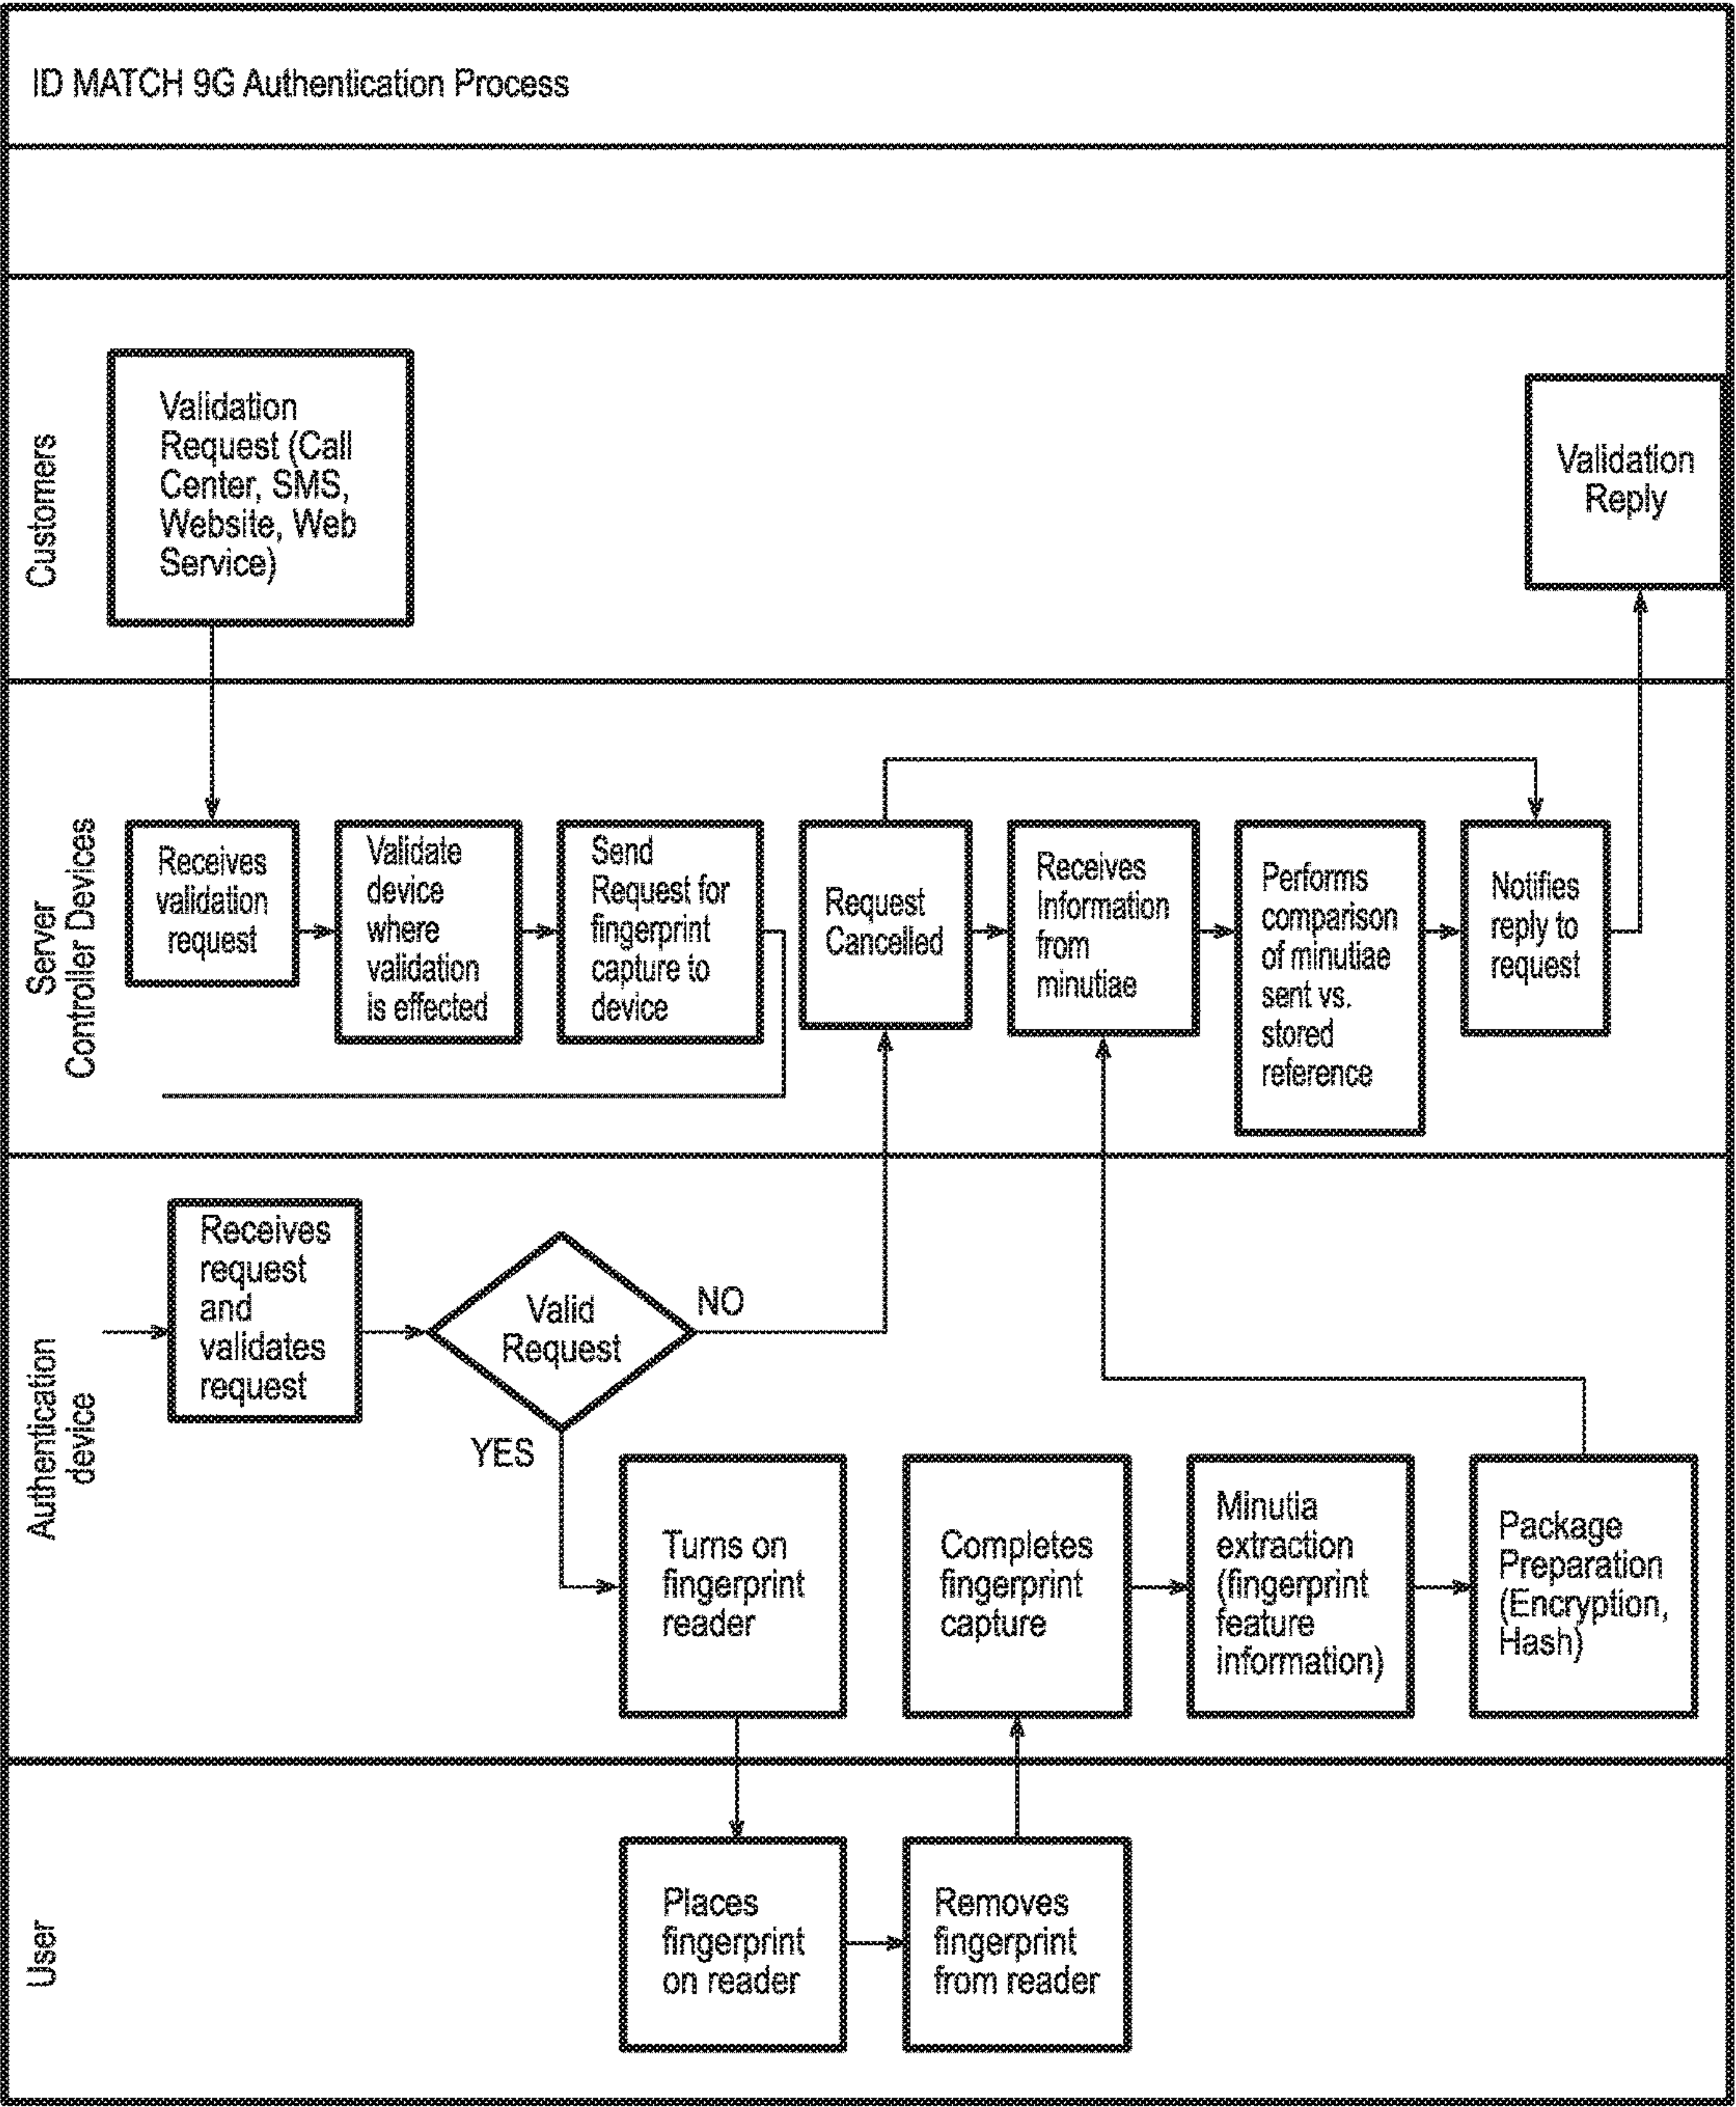 ID MATCH 9G Authentication Process
Customers
Validation
Request (Call
Center, SMS,
Website, Web
Service)
Validation
Reply
Server
Controller Devices
Receives
validation
request
Validate
device
where
validation
is effected
Send
Request for
fingerprint
capture to
device
Request
Cancelled
Receives
Information
from
minutiae
Performs
comparison
of minutiae
sent vs.
stored
reference
Notifies
reply to
request
Authentication
device
Receives
request
and
validates
request
Valid
Request
NO
YES
Turns on
fingerprint
reader
Completes
fingerprint
capture
Minutia
extraction
(fingerprint
feature
information)
Package
Preparation
(Encryption,
Hash)
User
Places
fingerprint
on reader
Removes
fingerprint
from reader